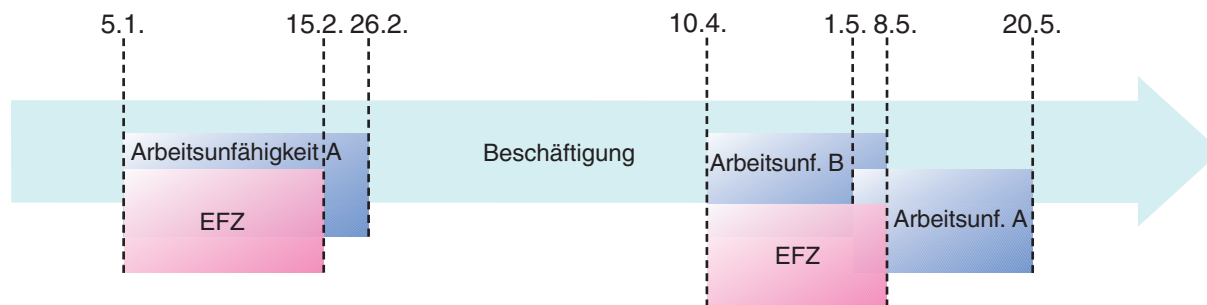 5.1. 15.2. 26.2. 10.4. 1.5. 8.5. 20.5.
Arbeitsunfähigkeit A Beschäftigung Arbeitsunf. B
EFZ Arbeitsunf. A
EFZ